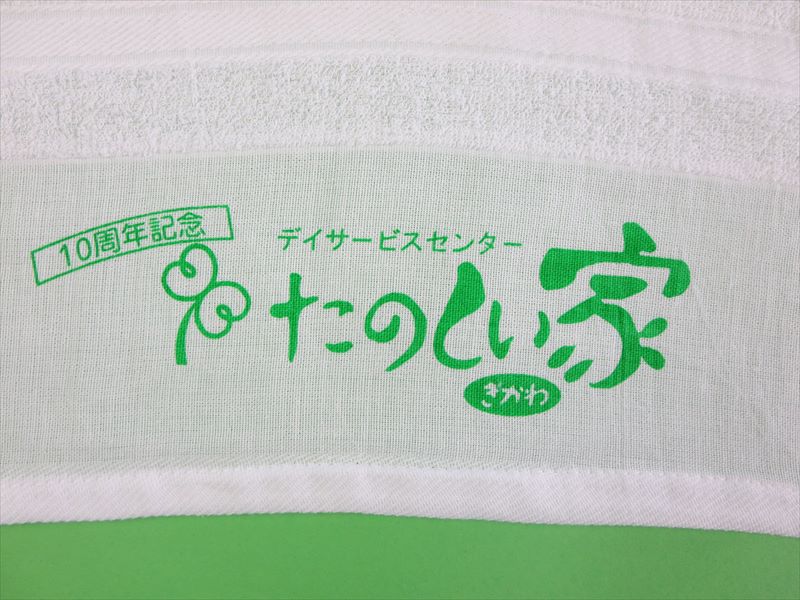 10周年記念
デイサービスセンター
たのしい家
きがわ